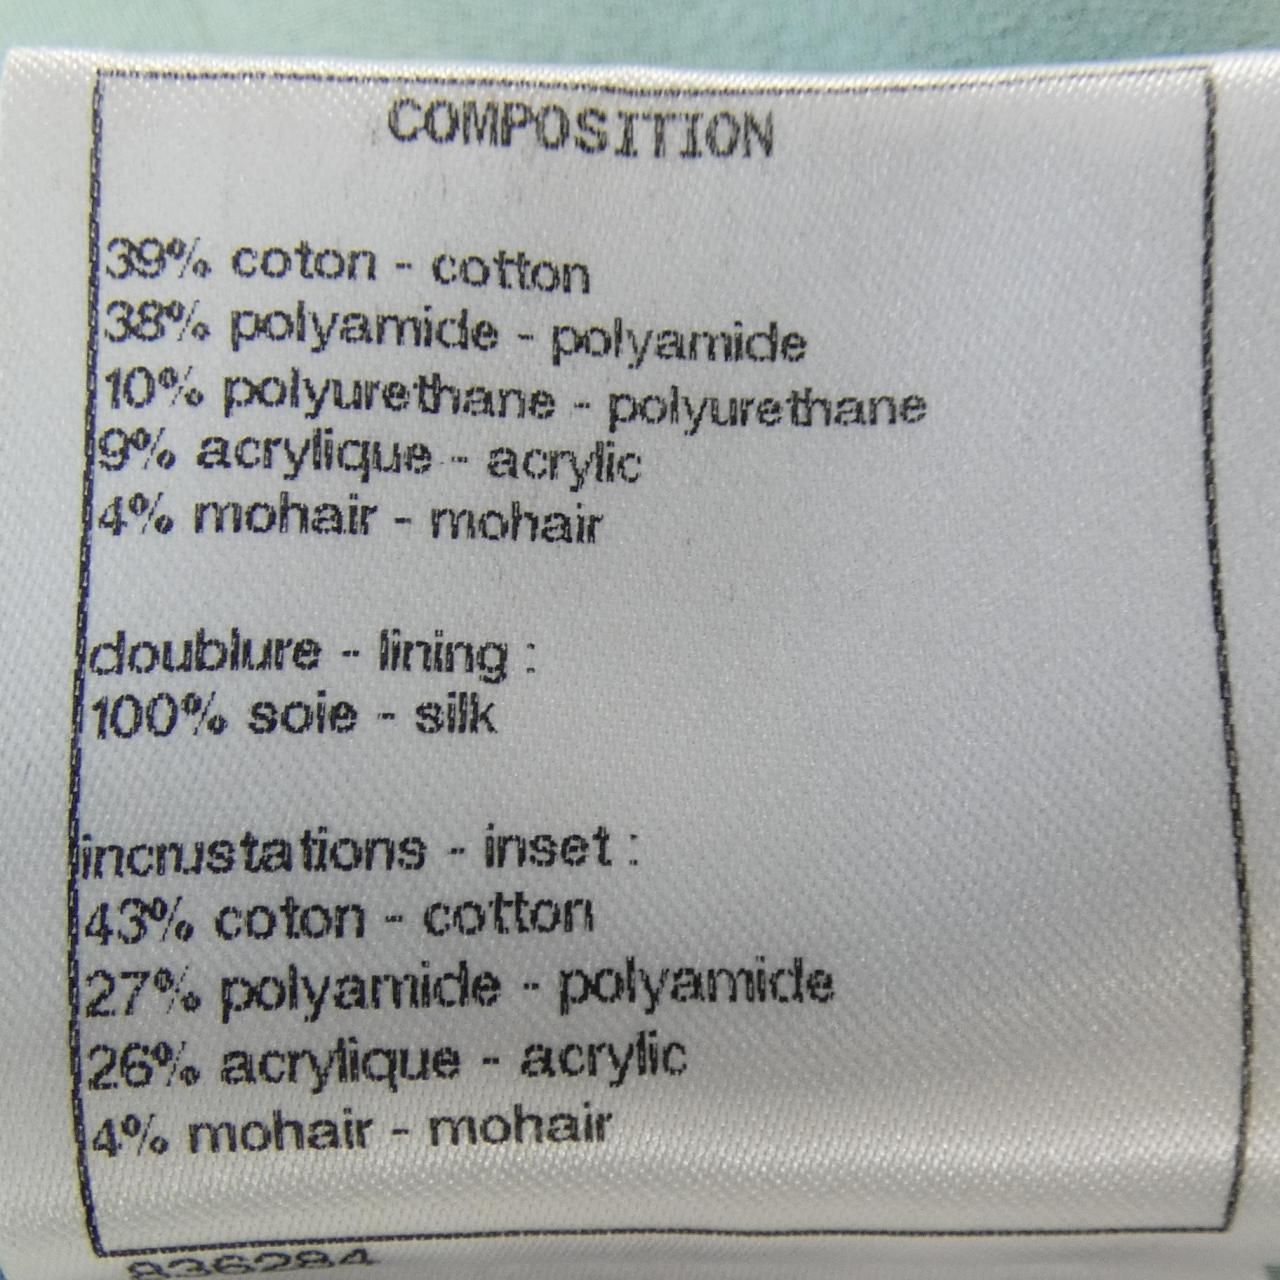 COMPOSITION
39% coton - cotton
38% polyamide - polyamide
10% polyurethane - polyurethane
9% acrylique - acrylic
4% mohair - mohair
doublure - lining :
100% soie - silk
incrustations - inset :
43% coton - cotton
27% polyamide - polyamide
26% acrylique - acrylic
4% mohair - mohair
836284